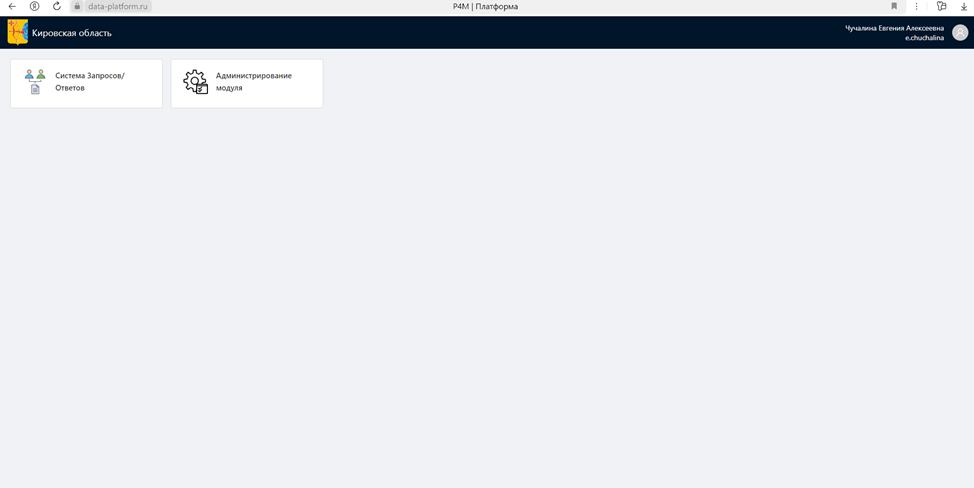 data-platform.ru
P4M | Платформа
Кировская область
Чучалина Евгения Алексеевна
e.chuchalina
Система Запросов/
Ответов
Администрирование
модуля